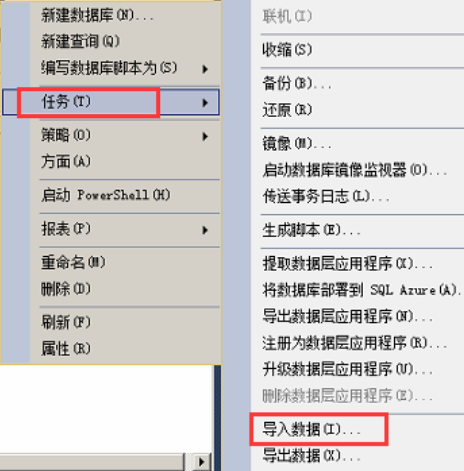 新建数据库(N)...
新建查询(Q)
编写数据库脚本为(S)
任务(T)
策略(O)
方面(A)
启动 PowerShell(H)
报表(P)
重命名(M)
删除(D)
刷新(F)
属性(R)
联机(I)
收缩(S)
备份(B)...
还原(R)
镜像(M)...
启动数据库镜像监视器(O)...
传送事务日志(L)...
生成脚本(E)...
提取数据层应用程序(X)...
将数据库部署到 SQL Azure(A).
导出数据层应用程序(N)...
注册为数据层应用程序(R)...
升级数据层应用程序(U)...
删除数据层应用程序(E)...
导入数据(I)...
导出数据(X)...